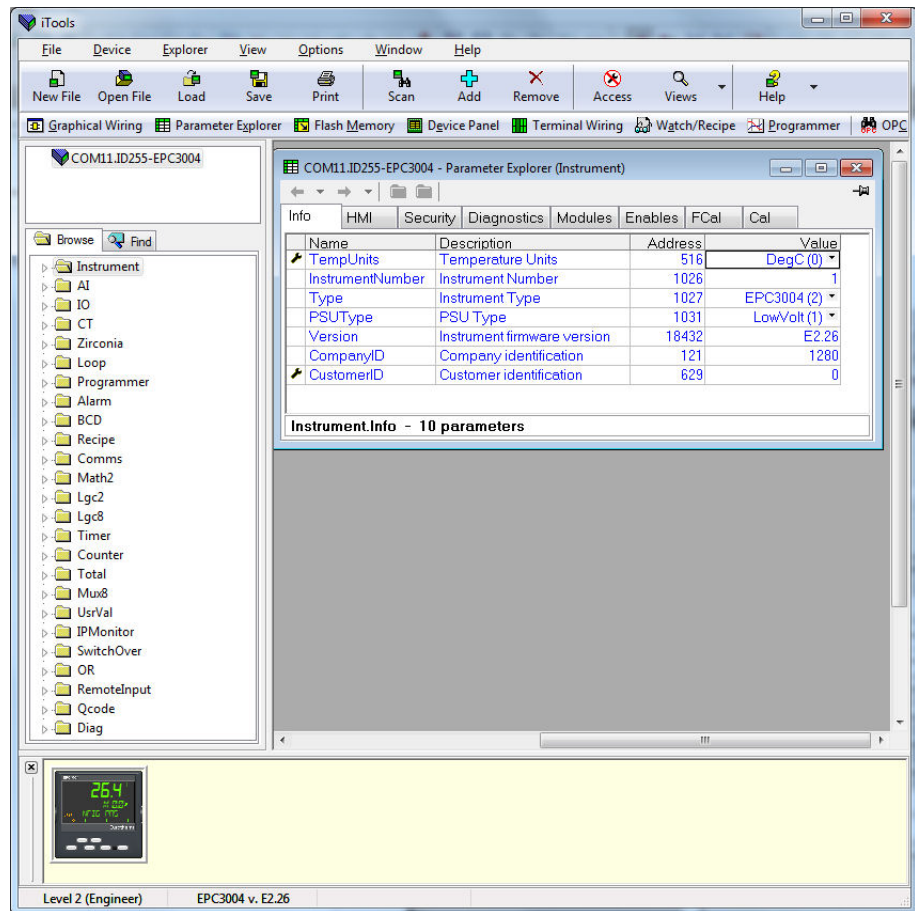 iTools
File Device Explorer View Options Window Help
New File Open File Load Save Print Scan Add Remove Access Views Help
Graphical Wiring Parameter Explorer Flash Memory Device Panel Terminal Wiring Watch/Recipe Programmer OPC
COM11.ID255-EPC3004
COM11.ID255-EPC3004 - Parameter Explorer (Instrument)
Info HMI Security Diagnostics Modules Enables FCal Cal
Name Description Address Value
TempUnits Temperature Units 516 DegC (0)
InstrumentNumber Instrument Number 1026 1
Type Instrument Type 1027 EPC3004 (2)
PSUType PSU Type 1031 LowVolt (1)
Version Instrument firmware version 18432 E2.26
CompanyID Company identification 121 1280
CustomerID Customer identification 629 0
Instrument.Info - 10 parameters
Browse Find
Instrument
AI
IO
CT
Zirconia
Loop
Programmer
Alarm
BCD
Recipe
Comms
Math2
Lgc2
Lgc8
Timer
Counter
Total
Mux8
UsrVal
IPMonitor
SwitchOver
OR
RemoteInput
Qcode
Diag
26.4
Level 2 (Engineer) EPC3004 v. E2.26